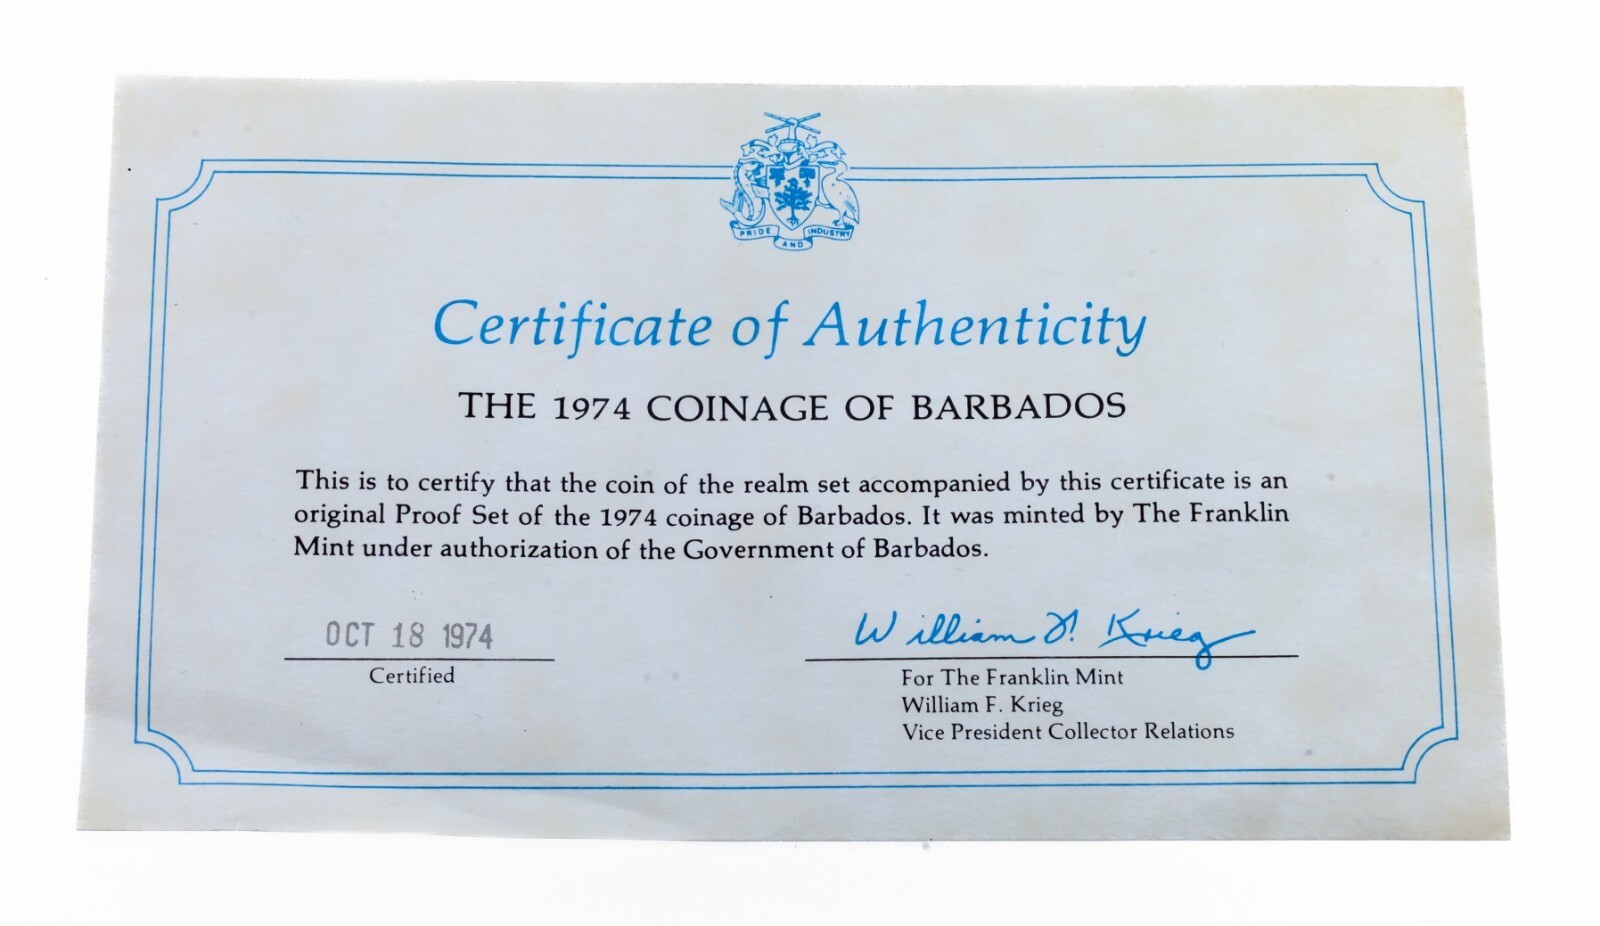 PRIDE AND INDUSTRY
Certificate of Authenticity
THE 1974 COINAGE OF BARBADOS
This is to certify that the coin of the realm set accompanied by this certificate is an
original Proof Set of the 1974 coinage of Barbados. It was minted by The Franklin
Mint under authorization of the Government of Barbados.
OCT 18 1974
Certified
William F. Krieg
For The Franklin Mint
William F. Krieg
Vice President Collector Relations